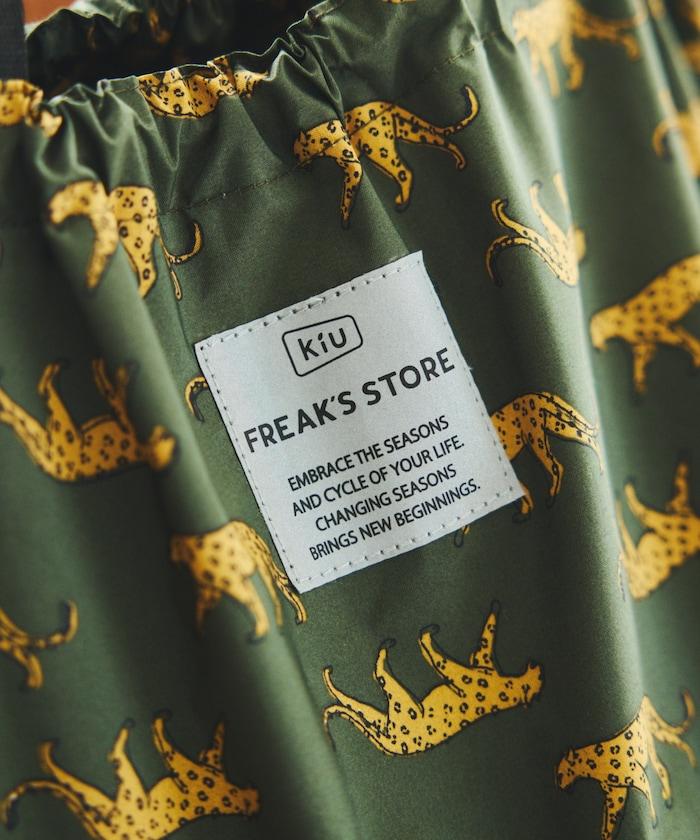 kiu
FREAK'S STORE
EMBRACE THE SEASONS
AND CYCLE OF YOUR LIFE.
CHANGING SEASONS
BRINGS NEW BEGINNINGS.